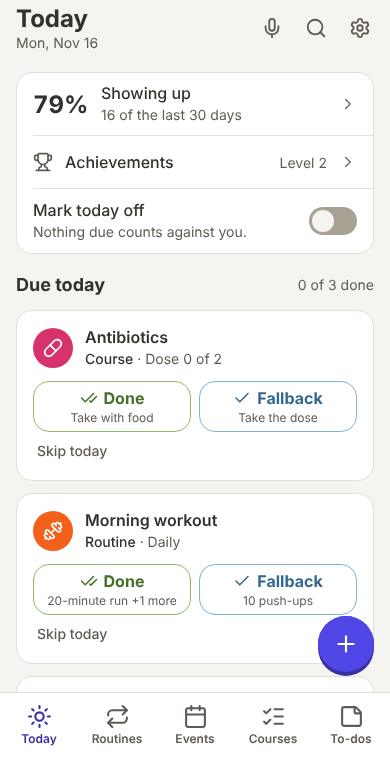 Today
Mon, Nov 16
79%
Showing up
16 of the last 30 days
Achievements
Level 2
Mark today off
Nothing due counts against you.
Due today
0 of 3 done
Antibiotics
Course · Dose 0 of 2
Done
Take with food
Fallback
Take the dose
Skip today
Morning workout
Routine · Daily
Done
20-minute run +1 more
Fallback
10 push-ups
Skip today
Today
Routines
Events
Courses
To-dos